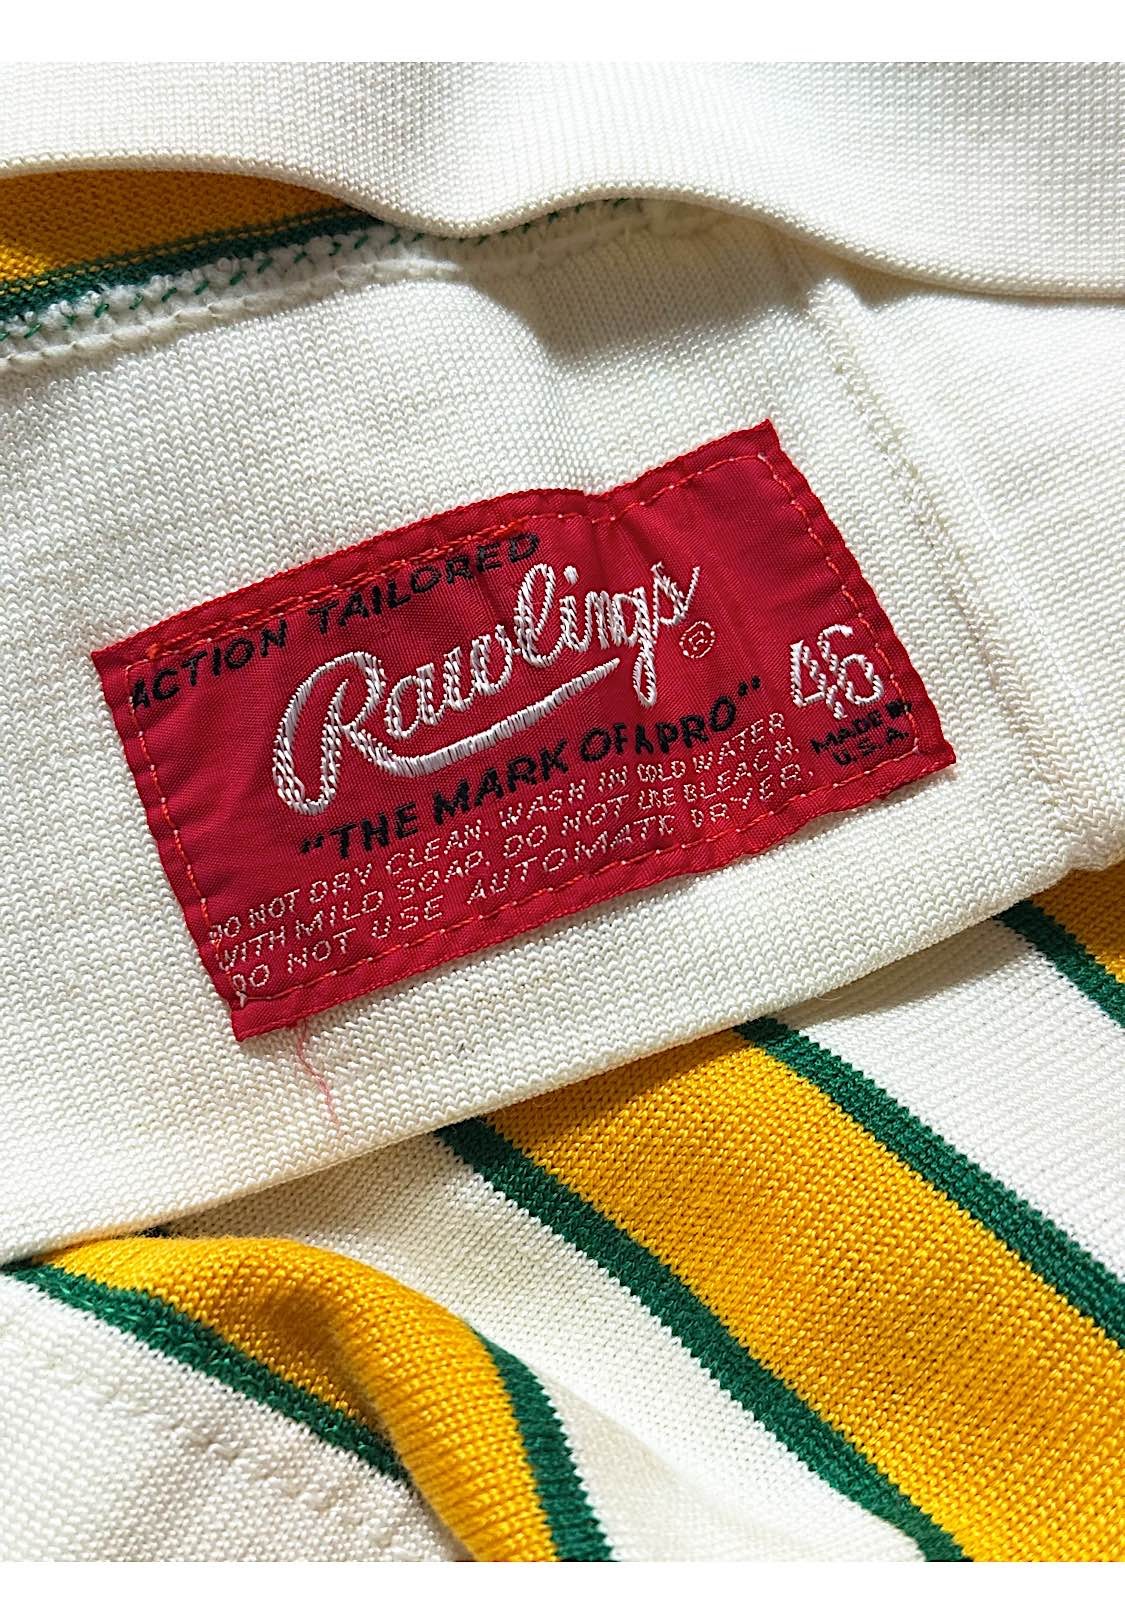 ACTION TAILORED
Rawlings®
46
"THE MARK OF A PRO"
MADE IN
U.S.A.
DO NOT DRY CLEAN. WASH IN COLD WATER
WITH MILD SOAP. DO NOT USE BLEACH.
DO NOT USE AUTOMATIC DRYER.